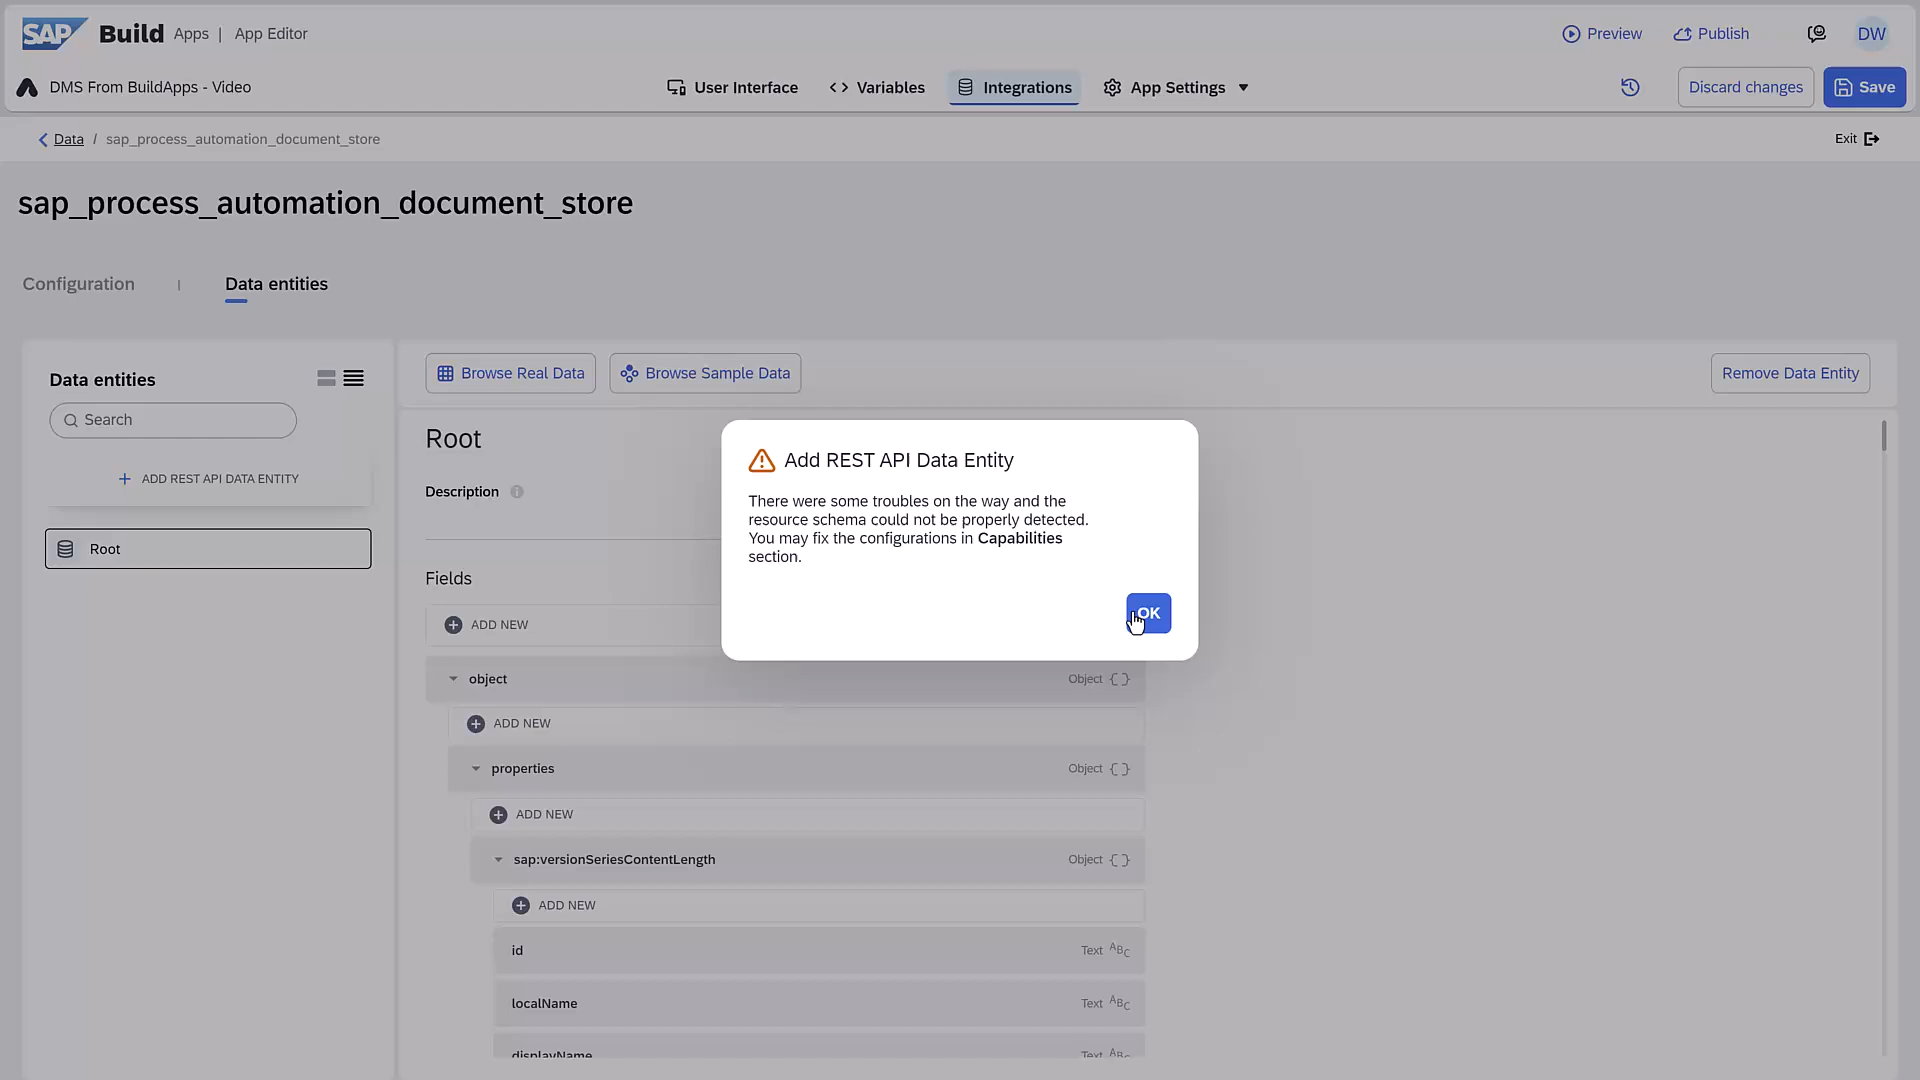 SAP Build Apps | App Editor
Preview
Publish
DW
DMS From BuildApps - Video
User Interface
<> Variables
Integrations
App Settings
Discard changes
Save
Data / sap_process_automation_document_store
Exit
sap_process_automation_document_store
Configuration | Data entities
Data entities
Search
+ ADD REST API DATA ENTITY
Root
Browse Real Data
Browse Sample Data
Remove Data Entity
Root
Description
Fields
ADD NEW
object
Object { }
ADD NEW
properties
Object { }
ADD NEW
sap:versionSeriesContentLength
Object { }
ADD NEW
id
Text ABC
localName
Text ABC
displayName
Text ABC
Add REST API Data Entity
There were some troubles on the way and the
resource schema could not be properly detected.
You may fix the configurations in Capabilities
section.
OK